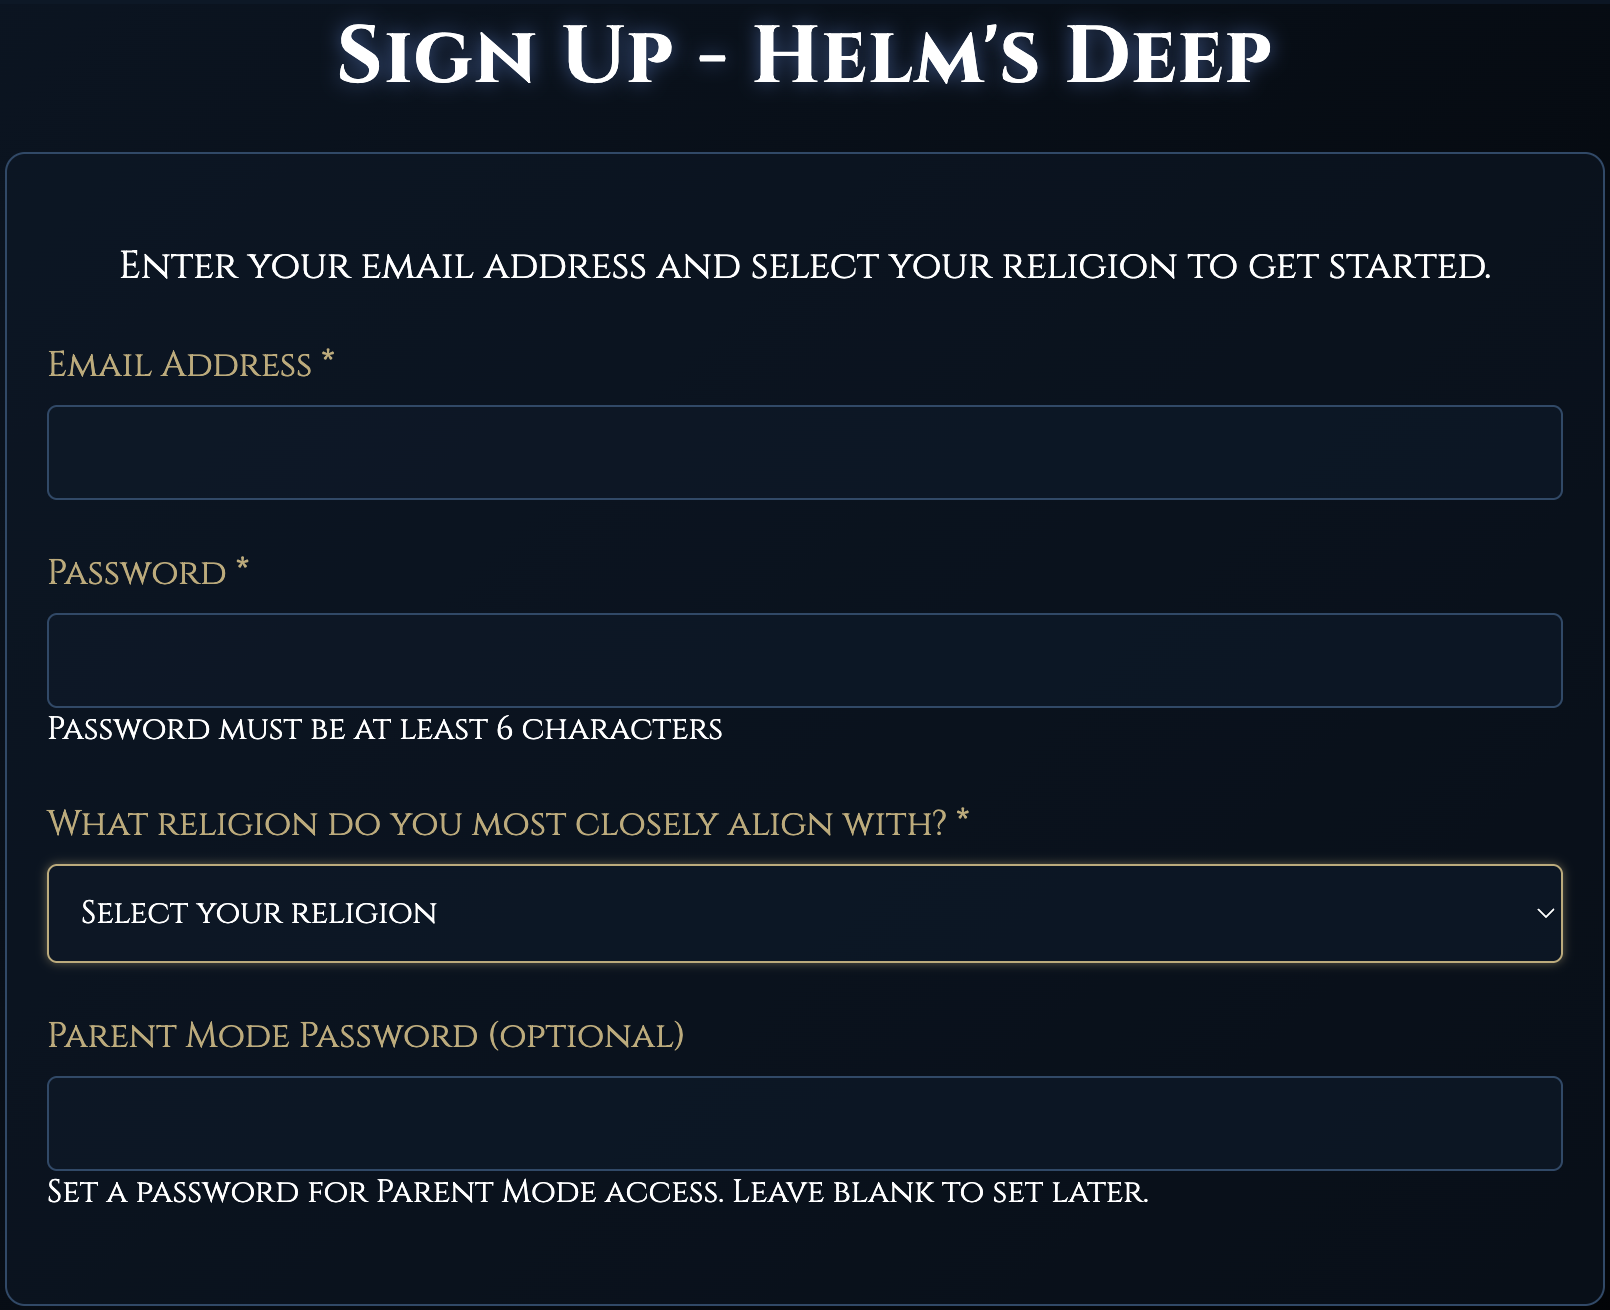 Sign Up - Helm's Deep
Enter your email address and select your religion to get started.
Email Address *
Password *
Password must be at least 6 characters
What religion do you most closely align with? *
Select your religion
Parent Mode Password (optional)
Set a password for Parent Mode access. Leave blank to set later.